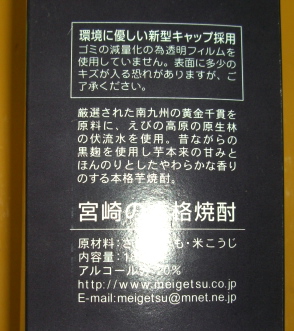 環境に優しい新型キャップ採用
ゴミの減量化の為透明フィルムを
使用していません。表面に多少の
キズが入る恐れがありますが、ご
了承ください。
厳選された南九州の黄金千貫を
原料に、えびの高原の原生林
の伏流水を使用。昔ながらの
黒麹を使用し芋本来の甘みと
ほんのりとしたやわらかな香り
のする本格芋焼酎。
宮崎の 格焼酎
原材料:さ も・米こうじ
内容量:1
アルコール 20%
http://www.meigetsu.co.jp
E-mail:meigetsu@mnet.ne.jp